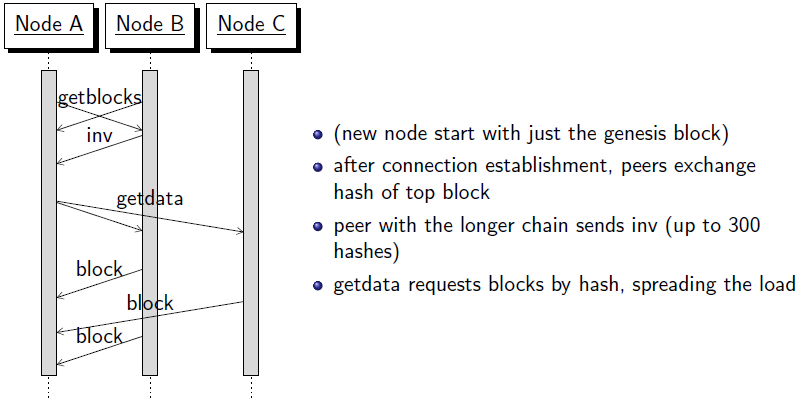 Node A
Node B
Node C
getblocks
inv
getdata
block
block
block
(new node start with just the genesis block)
after connection establishment, peers exchange
hash of top block
peer with the longer chain sends inv (up to 300
hashes)
getdata requests blocks by hash, spreading the load